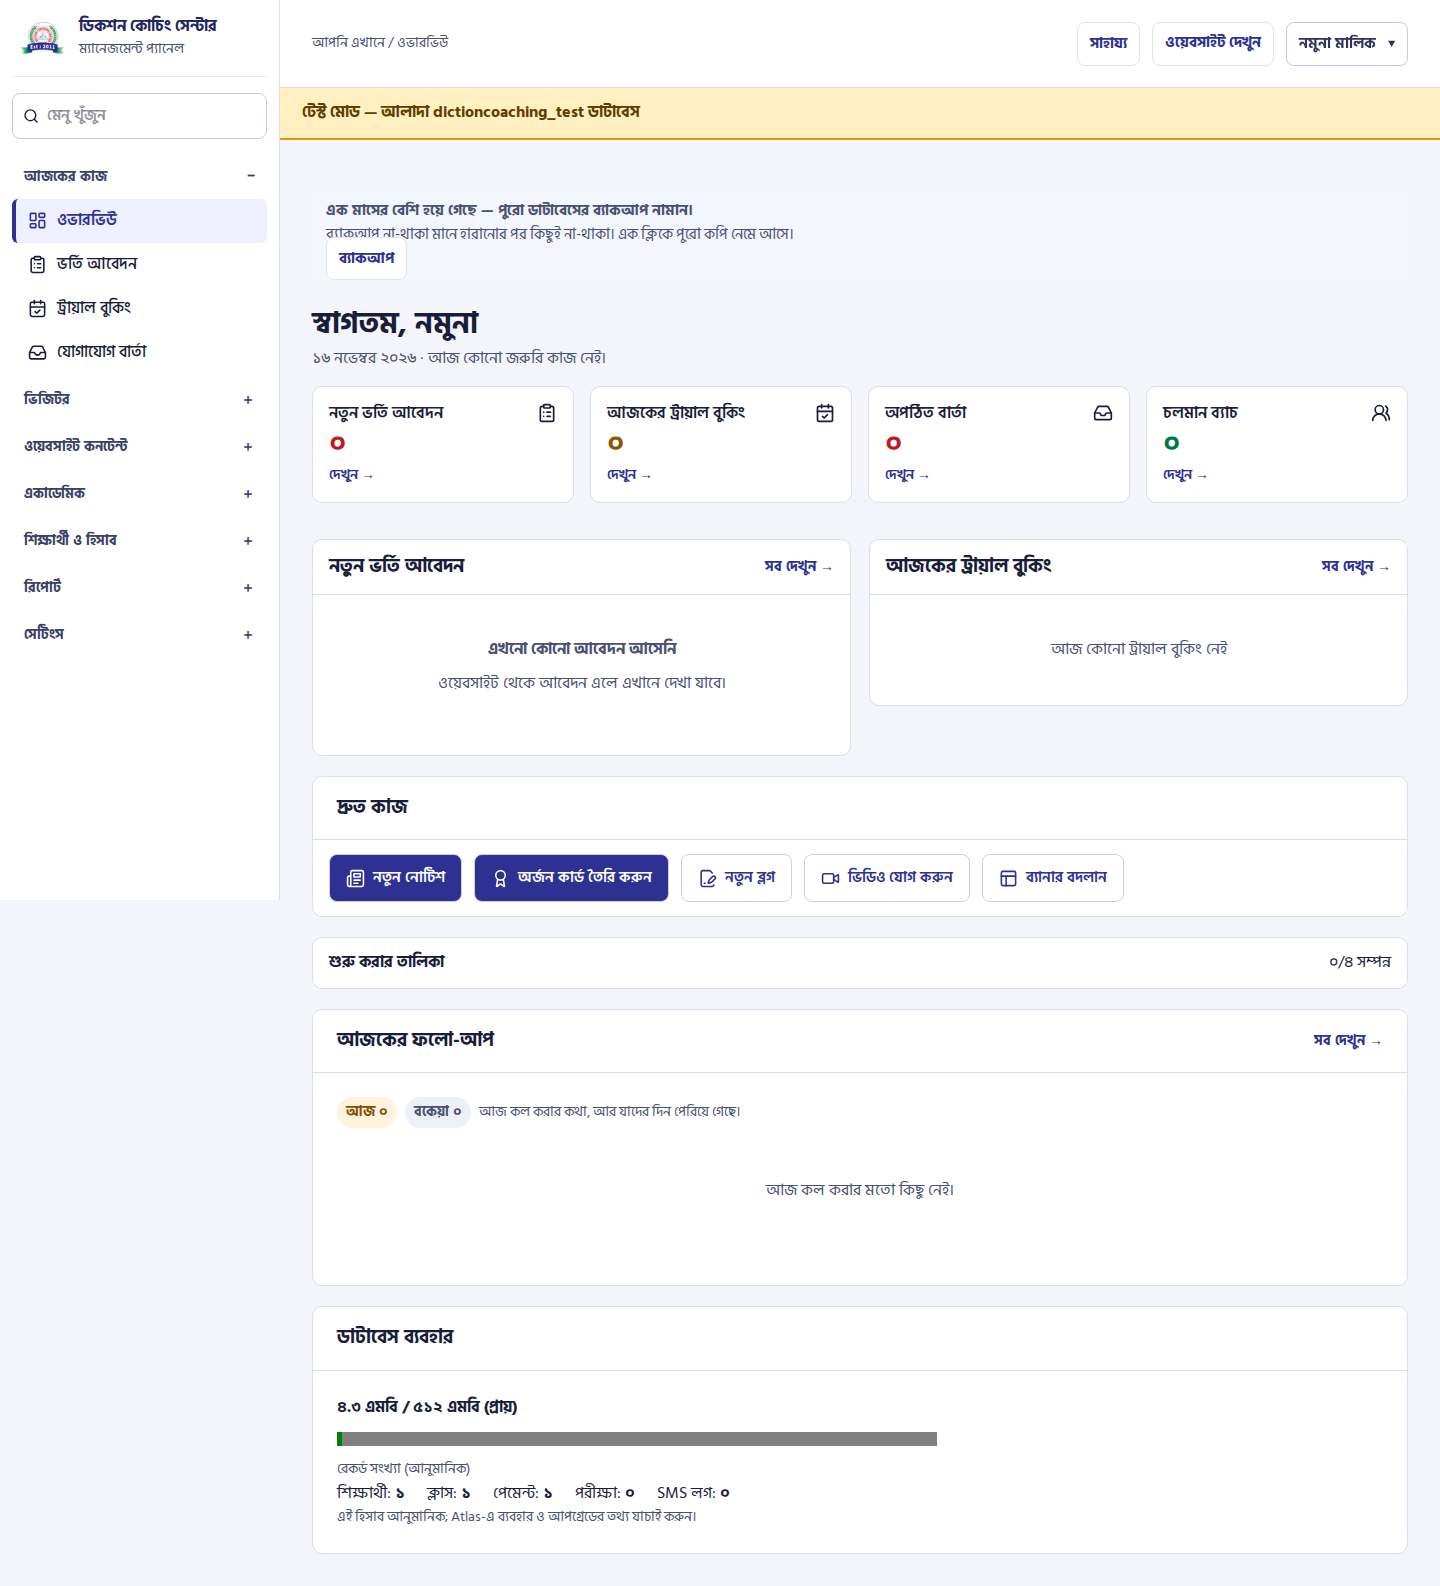 ডিকশন কোচিং সেন্টার
ম্যানেজমেন্ট প্যানেল
Est : 2011
মেনু খুঁজুন
আজকের কাজ −
ওভারভিউ
ভর্তি আবেদন
ট্রায়াল বুকিং
যোগাযোগ বার্তা
ভিজিটর +
ওয়েবসাইট কনটেন্ট +
একাডেমিক +
শিক্ষার্থী ও হিসাব +
রিপোর্ট +
সেটিংস +
আপনি এখানে / ওভারভিউ
সাহায্য
ওয়েবসাইট দেখুন
নমুনা মালিক ▾
টেস্ট মোড — আলাদা dictioncoaching_test ডাটাবেস
এক মাসের বেশি হয়ে গেছে — পুরো ডাটাবেসের ব্যাকআপ নামান।
ব্যাকআপ না-থাকা মানে হারানোর পর কিছুই না-থাকা। এক ক্লিকে পুরো কপি নেমে আসে।
ব্যাকআপ
স্বাগতম, নমুনা
১৬ নভেম্বর ২০২৬ · আজ কোনো জরুরি কাজ নেই।
নতুন ভর্তি আবেদন
০
দেখুন →
আজকের ট্রায়াল বুকিং
০
দেখুন →
অপঠিত বার্তা
০
দেখুন →
চলমান ব্যাচ
০
দেখুন →
নতুন ভর্তি আবেদন
সব দেখুন →
এখনো কোনো আবেদন আসেনি
ওয়েবসাইট থেকে আবেদন এলে এখানে দেখা যাবে।
আজকের ট্রায়াল বুকিং
সব দেখুন →
আজ কোনো ট্রায়াল বুকিং নেই
দ্রুত কাজ
নতুন নোটিশ
অর্জন কার্ড তৈরি করুন
নতুন ব্লগ
ভিডিও যোগ করুন
ব্যানার বদলান
শুরু করার তালিকা
০/৪ সম্পন্ন
আজকের ফলো-আপ
সব দেখুন →
আজ ০ বকেয়া ০ আজ কল করার কথা, আর যাদের দিন পেরিয়ে গেছে।
আজ কল করার মতো কিছু নেই।
ডাটাবেস ব্যবহার
৪.৩ এমবি / ৫১২ এমবি (প্রায়)
রেকর্ড সংখ্যা (আনুমানিক)
শিক্ষার্থী: ১ ক্লাস: ১ পেমেন্ট: ১ পরীক্ষা: ০ SMS লগ: ০
এই হিসাব আনুমানিক; Atlas-এ ব্যবহার ও আপগ্রেডের তথ্য যাচাই করুন।